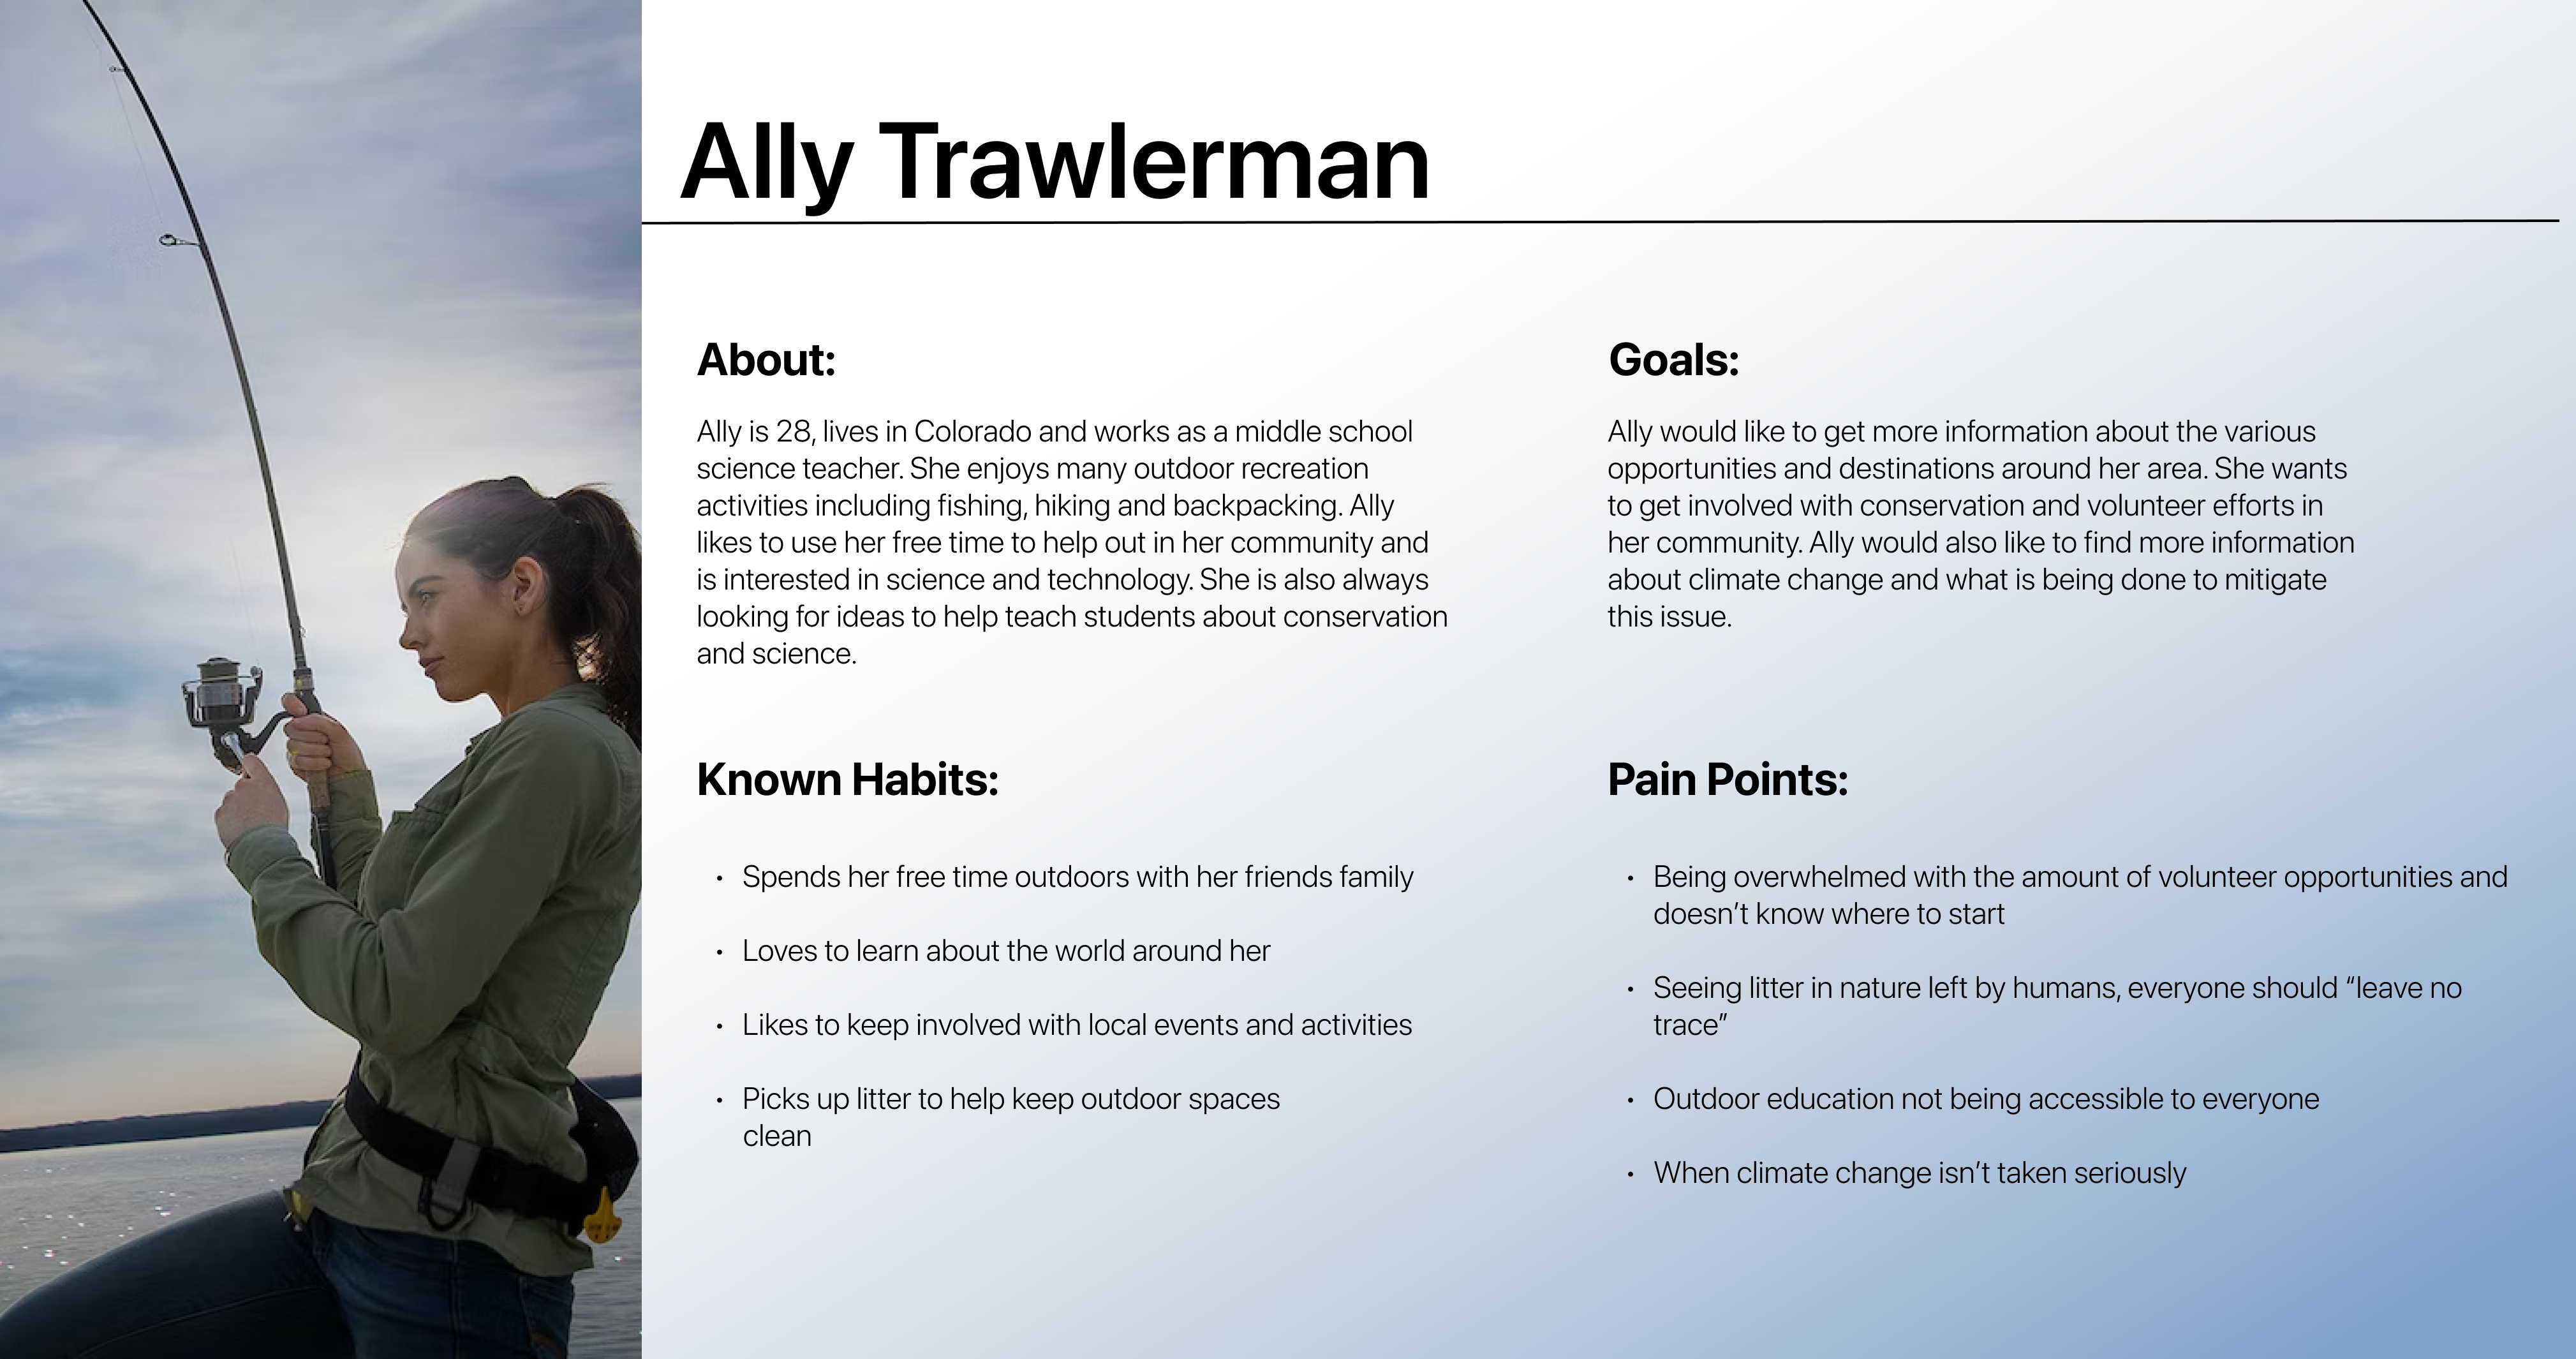 Ally Trawlerman
About:
Ally is 28, lives in Colorado and works as a middle school
science teacher. She enjoys many outdoor recreation
activities including fishing, hiking and backpacking. Ally
likes to use her free time to help out in her community and
is interested in science and technology. She is also always
looking for ideas to help teach students about conservation
and science.
Goals:
Ally would like to get more information about the various
opportunities and destinations around her area. She wants
to get involved with conservation and volunteer efforts in
her community. Ally would also like to find more information
about climate change and what is being done to mitigate
this issue.
Known Habits:
• Spends her free time outdoors with her friends family
• Loves to learn about the world around her
• Likes to keep involved with local events and activities
• Picks up litter to help keep outdoor spaces
clean
Pain Points:
• Being overwhelmed with the amount of volunteer opportunities and
doesn’t know where to start
• Seeing litter in nature left by humans, everyone should “leave no
trace”
• Outdoor education not being accessible to everyone
• When climate change isn’t taken seriously